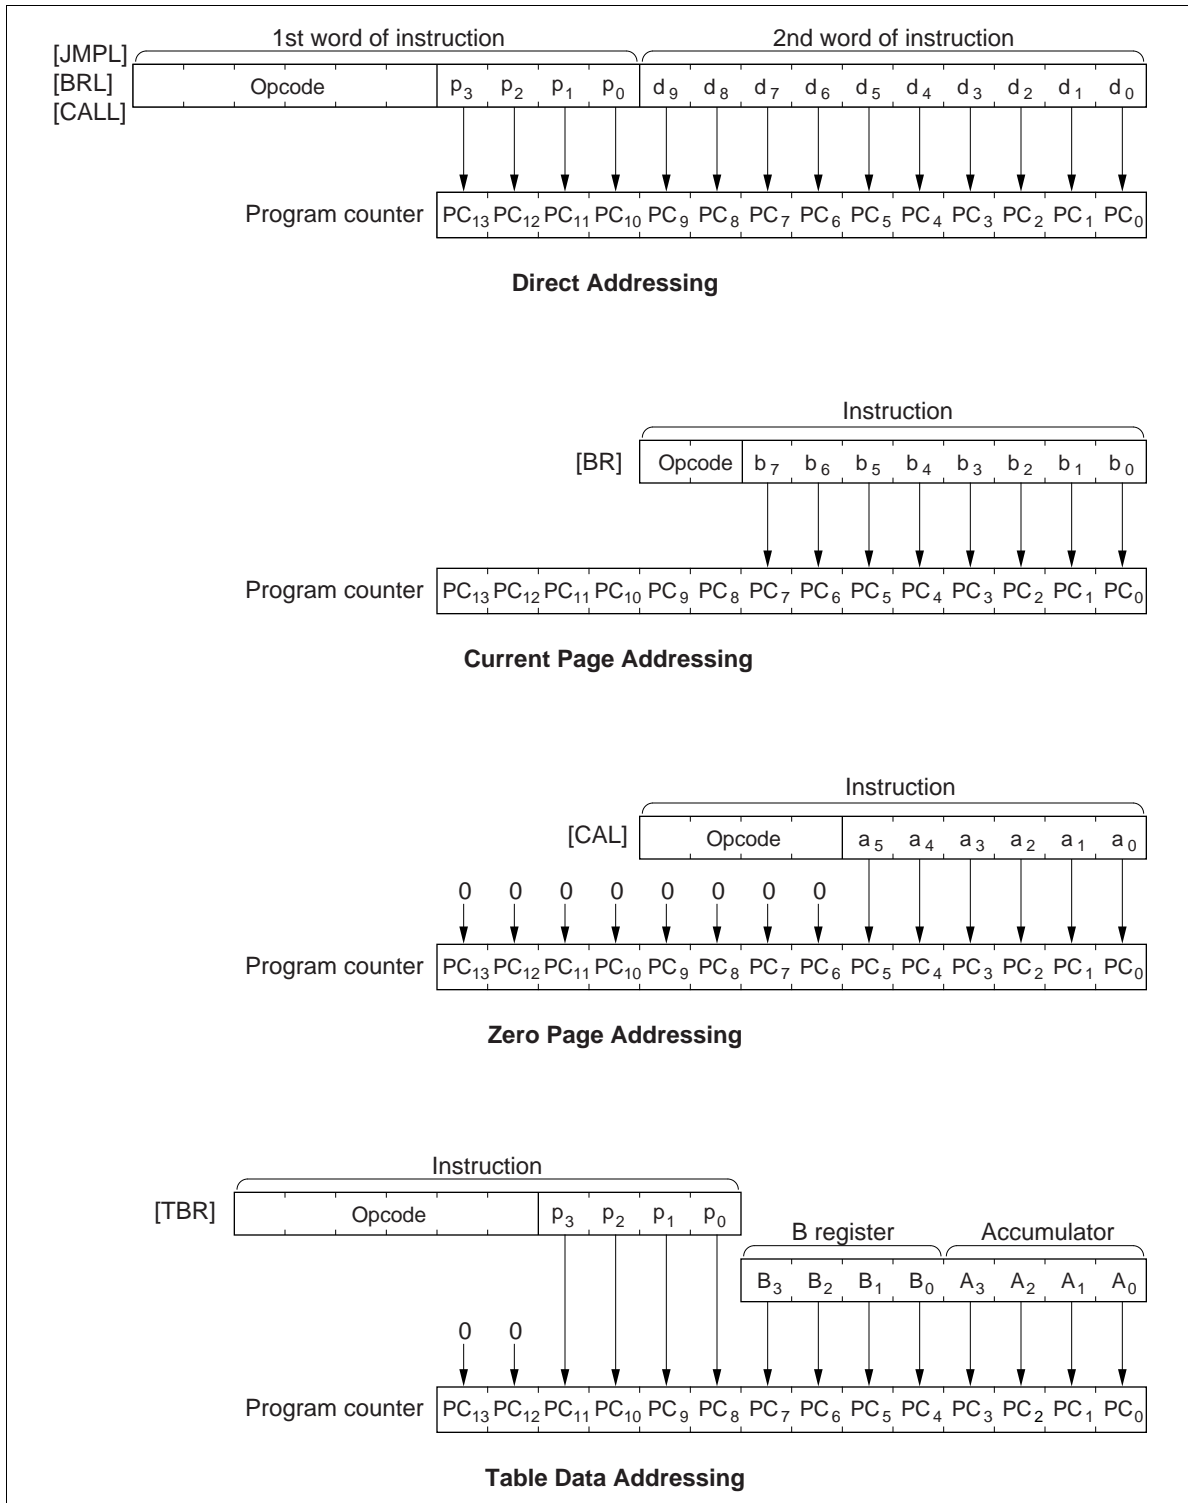 1st word of instruction 2nd word of instruction
[JMPL]
[BRL] Opcode p3 p2 p1 p0 d9 d8 d7 d6 d5 d4 d3 d2 d1 d0
[CALL]
Program counter PC13 PC12 PC11 PC10 PC9 PC8 PC7 PC6 PC5 PC4 PC3 PC2 PC1 PC0
Direct Addressing
Instruction
[BR] Opcode b7 b6 b5 b4 b3 b2 b1 b0
Program counter PC13 PC12 PC11 PC10 PC9 PC8 PC7 PC6 PC5 PC4 PC3 PC2 PC1 PC0
Current Page Addressing
Instruction
[CAL] Opcode a5 a4 a3 a2 a1 a0
0 0 0 0 0 0 0 0
Program counter PC13 PC12 PC11 PC10 PC9 PC8 PC7 PC6 PC5 PC4 PC3 PC2 PC1 PC0
Zero Page Addressing
Instruction
[TBR] Opcode p3 p2 p1 p0
B register Accumulator
B3 B2 B1 B0 A3 A2 A1 A0
0 0
Program counter PC13 PC12 PC11 PC10 PC9 PC8 PC7 PC6 PC5 PC4 PC3 PC2 PC1 PC0
Table Data Addressing